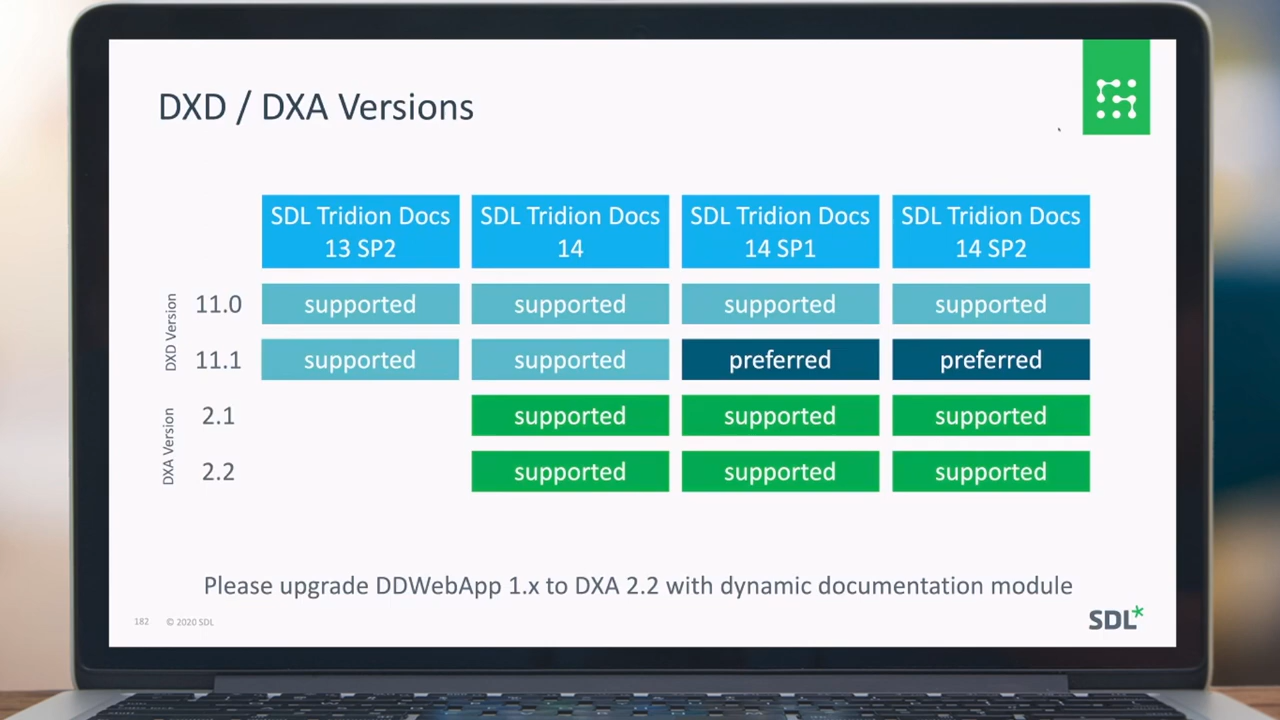 DXD / DXA Versions
SDL Tridion Docs 13 SP2
SDL Tridion Docs 14
SDL Tridion Docs 14 SP1
SDL Tridion Docs 14 SP2
DXD Version
11.0 supported supported supported supported
11.1 supported supported preferred preferred
DXA Version
2.1 supported supported supported
2.2 supported supported supported
Please upgrade DDWebApp 1.x to DXA 2.2 with dynamic documentation module
182 © 2020 SDL
SDL*